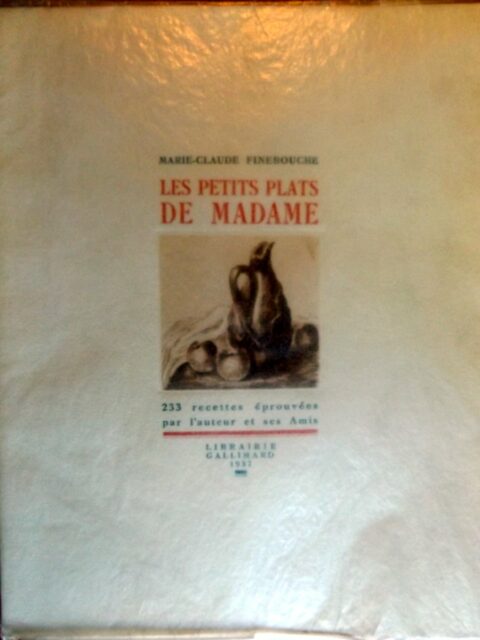 MARIE-CLAUDE FINEBOUCHE
LES PETITS PLATS
DE MADAME
233 recettes éprouvées
par l'auteur et ses Amis
LIBRAIRIE
GALLIMARD
1937